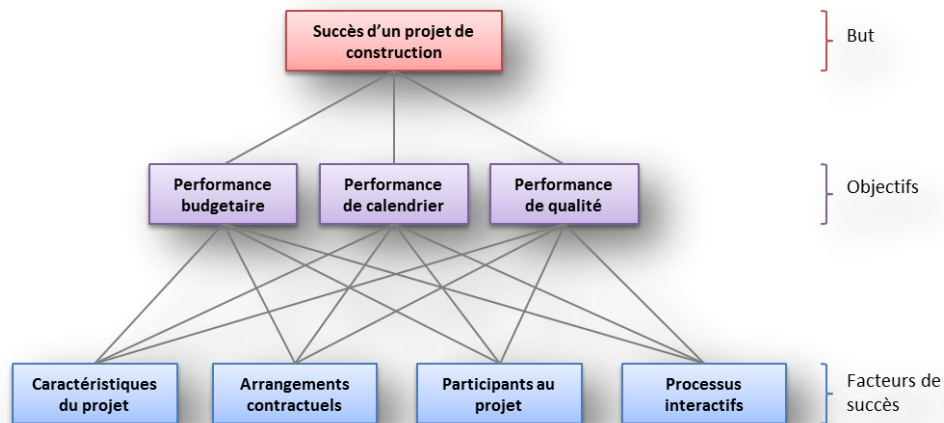 Succès d'un projet de
construction
But
Performance
budgetaire
Performance
de calendrier
Performance
de qualité
Objectifs
Caractéristiques
du projet
Arrangements
contractuels
Participants au
projet
Processus
interactifs
Facteurs de
succès